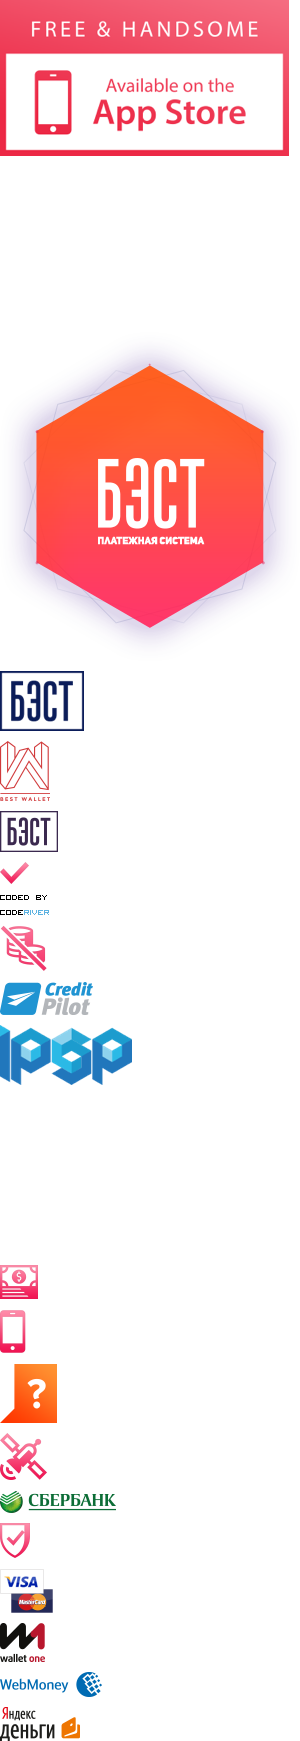 FREE & HANDSOME
Available on the
App Store
БЭСТ
ПЛАТЕЖНАЯ СИСТЕМА
БЭСТ
W
BEST WALLET
БЭСТ
CODED BY
CODERIVER
Credit
Pilot
IPSP
$
?
СБЕРБАНК
VISA
MasterCard
wallet one
WebMoney
Яндекс
деньги